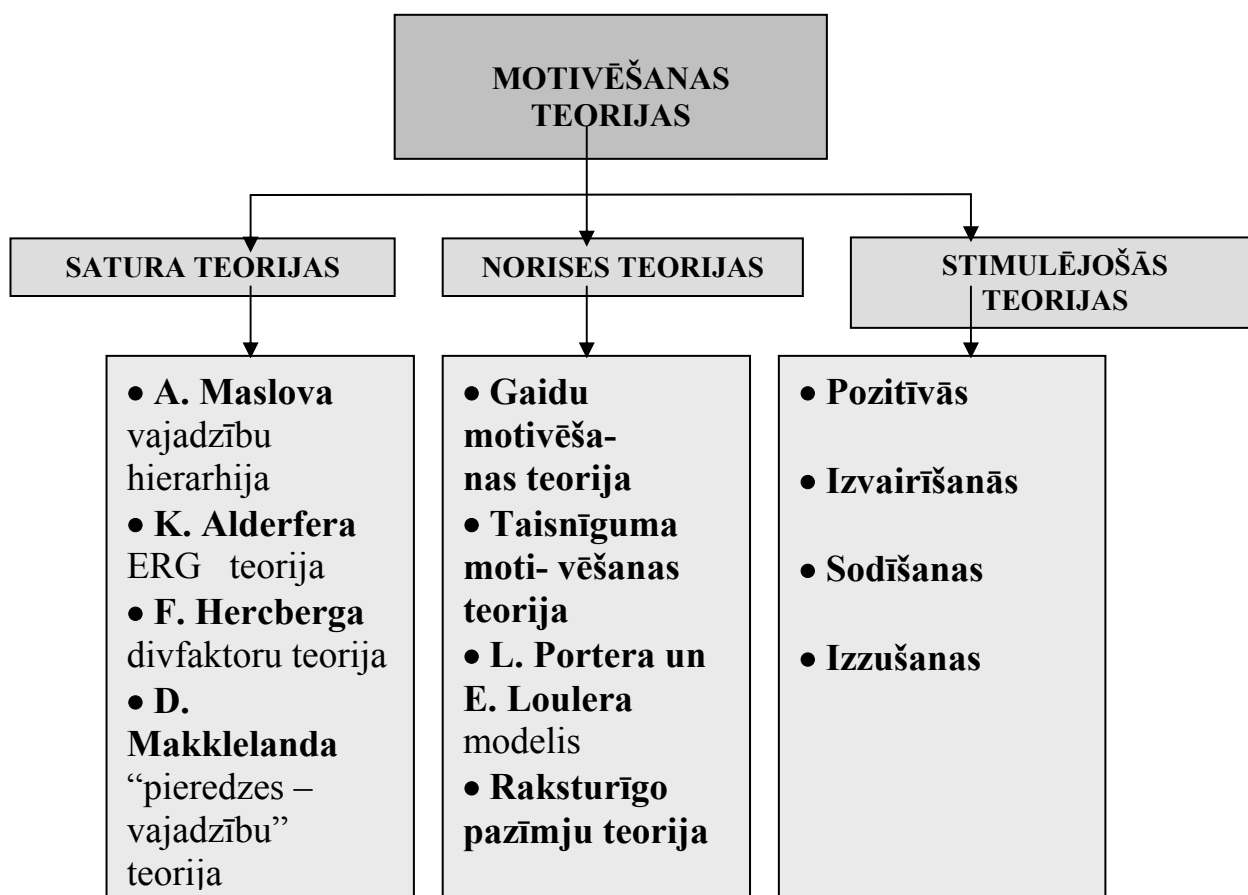 MOTIVĒŠANAS
TEORIJAS
SATURA TEORIJAS
NORISES TEORIJAS
STIMULĒJOŠĀS
TEORIJAS
• A. Maslova
vajadzību
hierarhija
• K. Alderfera
ERG teorija
• F. Hercberga
divfaktoru teorija
• D.
Makklelanda
“pieredzes –
vajadzību”
teorija
• Gaidu
motivēša-
nas teorija
• Taisnīguma
moti- vēšanas
teorija
• L. Portera un
E. Loulera
modelis
• Raksturīgo
pazīmju teorija
• Pozitīvās
• Izvairīšanās
• Sodīšanas
• Izzušanas